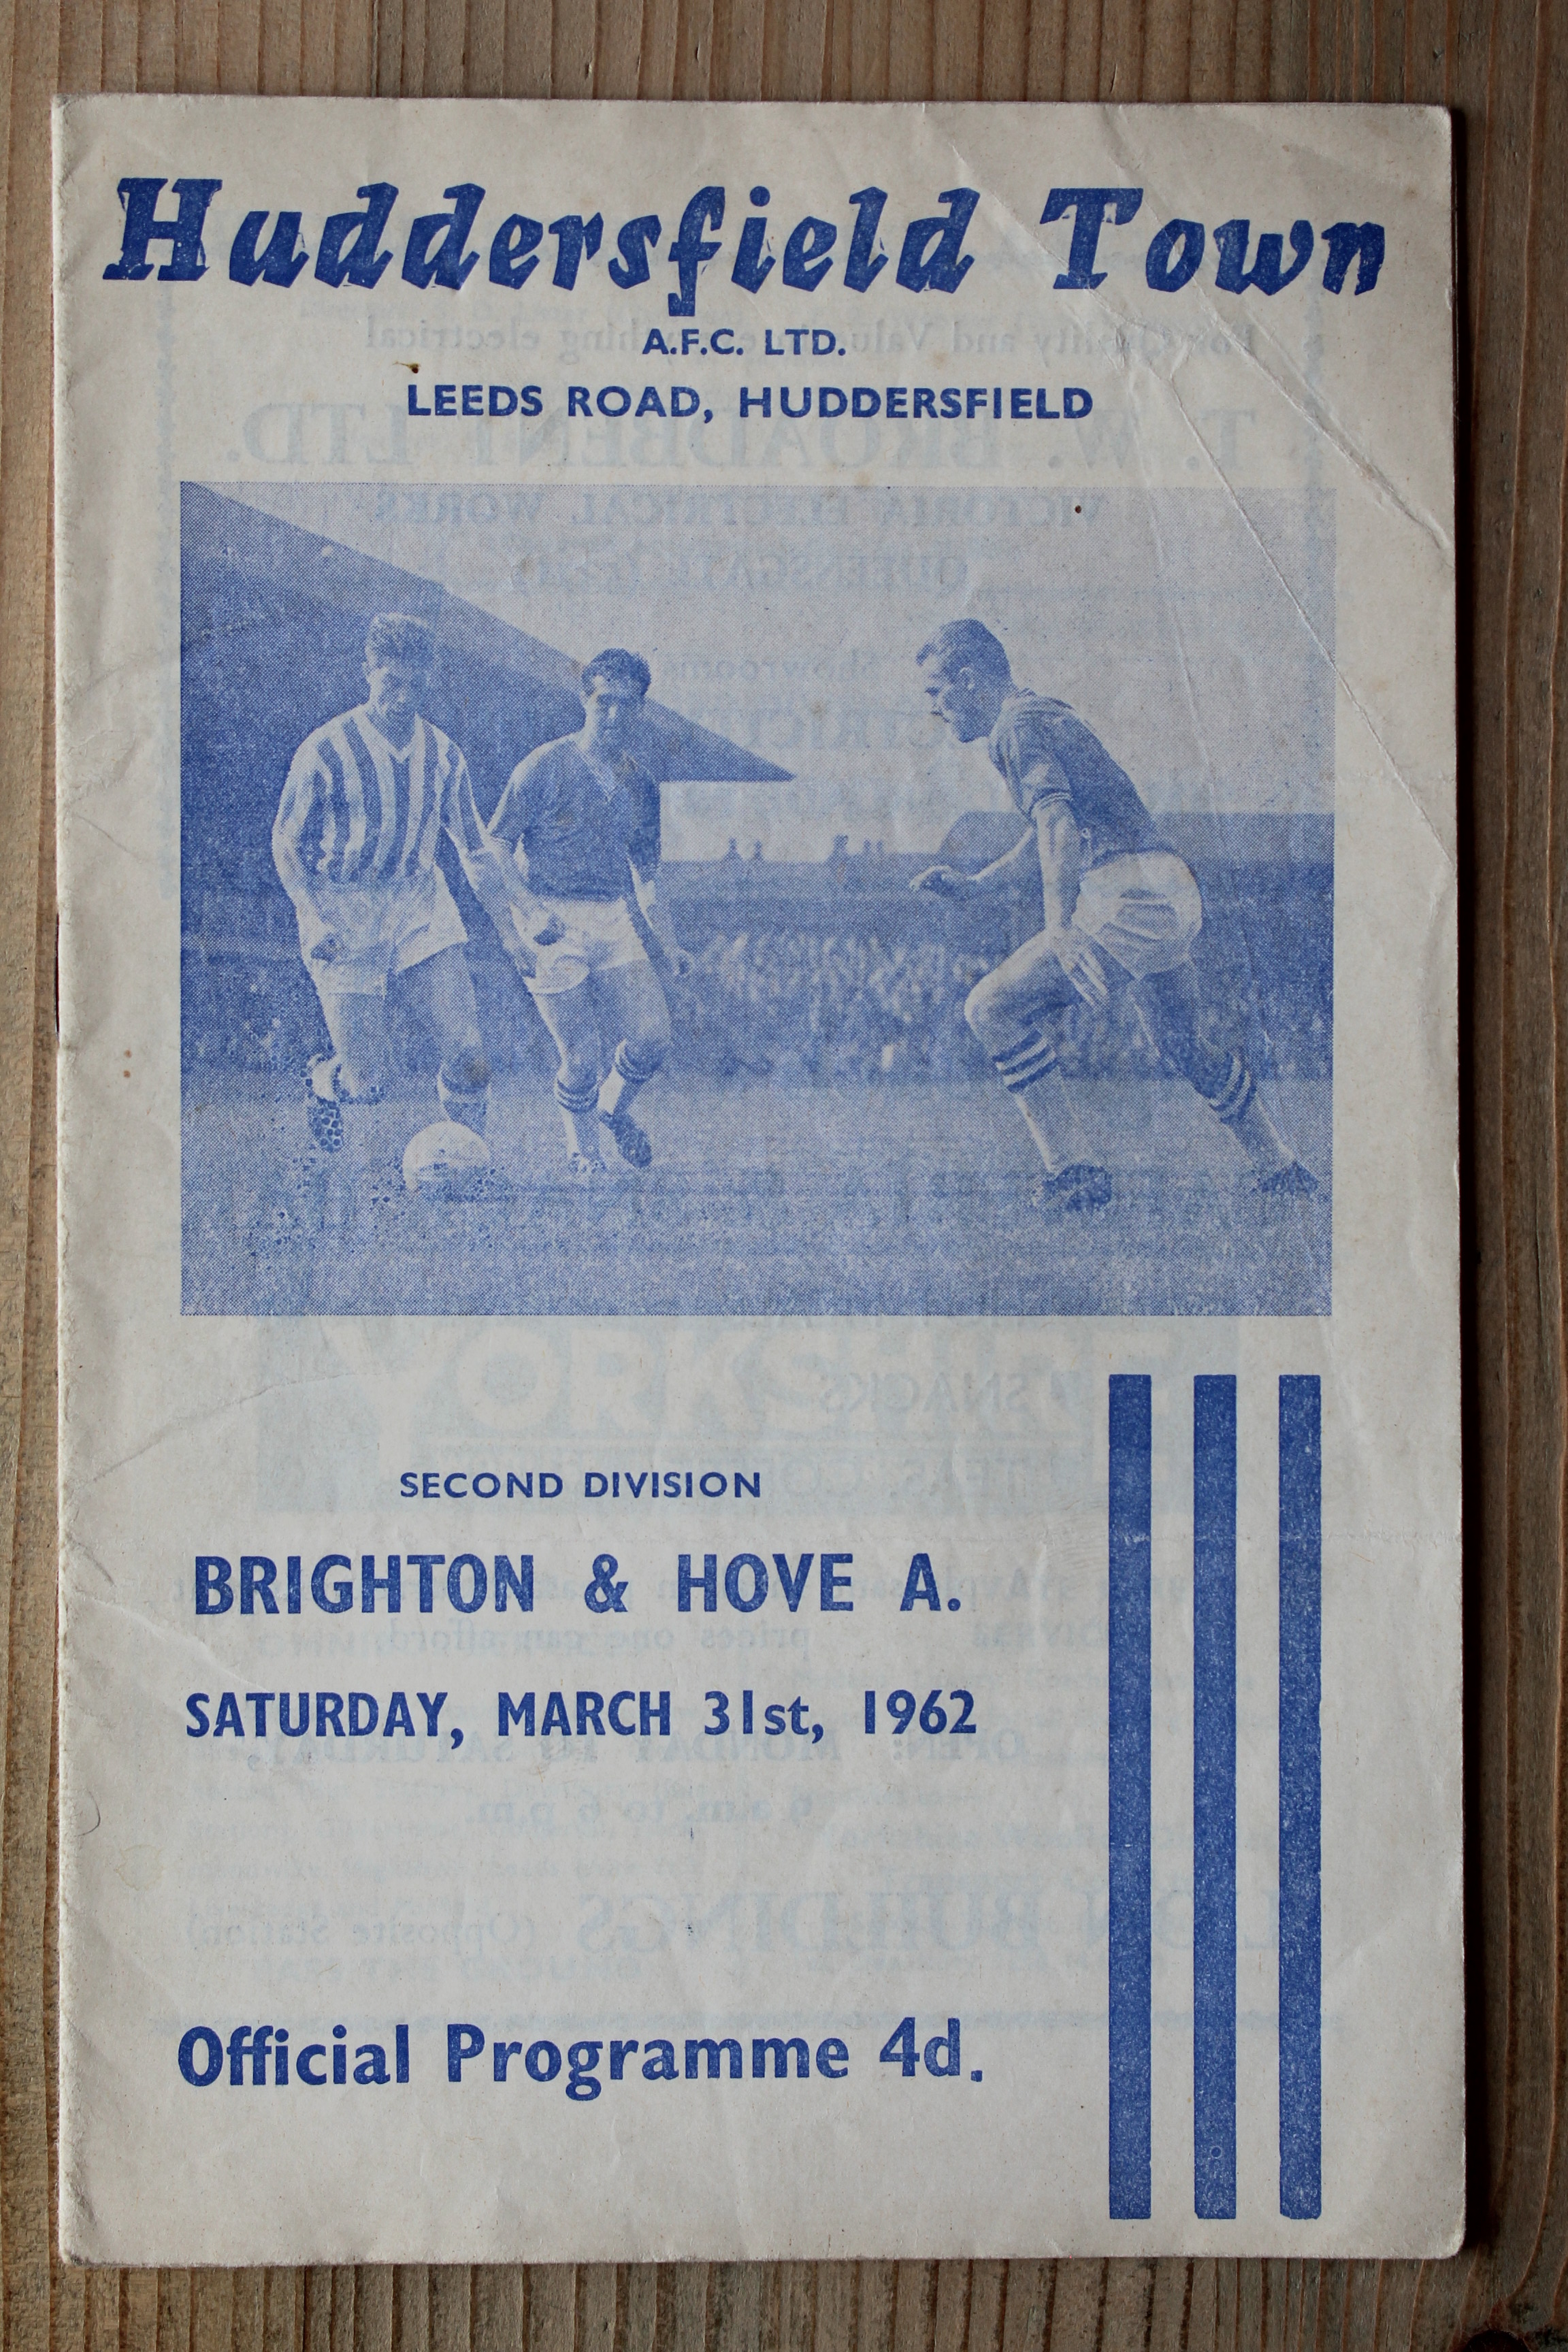 Huddersfield Town
A.F.C. LTD.
LEEDS ROAD, HUDDERSFIELD
SECOND DIVISION
BRIGHTON & HOVE A.
SATURDAY, MARCH 31st, 1962
Official Programme 4d.